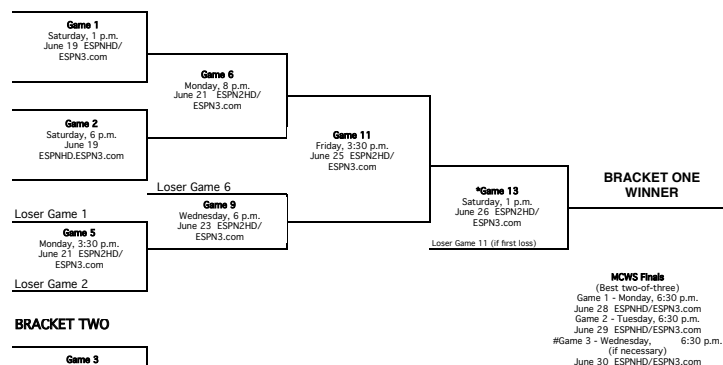 Game 1
Saturday, 1 p.m.
June 19 ESPNHD/
ESPN3.com
Game 6
Monday, 8 p.m.
June 21 ESPN2HD/
ESPN3.com
Game 2
Saturday, 6 p.m.
June 19
ESPNHD.ESPN3.com
Game 11
Friday, 3:30 p.m.
June 25 ESPN2HD/
ESPN3.com
Loser Game 6
Game 9
Wednesday, 6 p.m.
June 23 ESPN2HD/
ESPN3.com
*Game 13
Saturday, 1 p.m.
June 26 ESPN2HD/
ESPN3.com
Loser Game 11 (if first loss)
BRACKET ONE
WINNER
Loser Game 1
Game 5
Monday, 3:30 p.m.
June 21 ESPN2HD/
ESPN3.com
Loser Game 2
MCWS Finals
(Best two-of-three)
Game 1 - Monday, 6:30 p.m.
June 28 ESPNHD/ESPN3.com
Game 2 - Tuesday, 6:30 p.m.
June 29 ESPNHD/ESPN3.com
#Game 3 - Wednesday, 6:30 p.m.
(if necessary)
June 30 ESPNHD/ESPN3.com
BRACKET TWO
Game 3